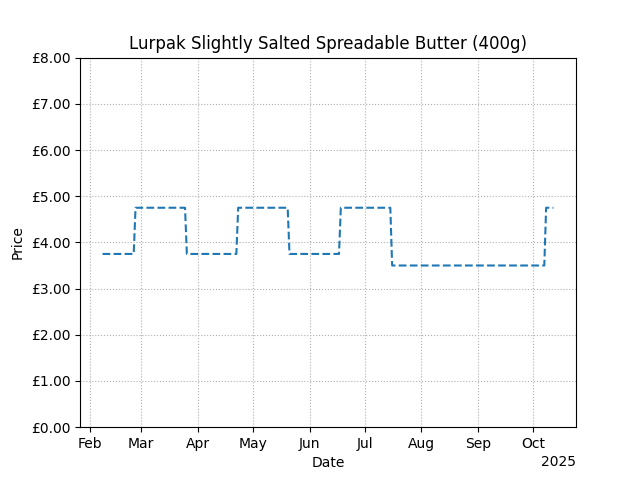 Lurpak Slightly Salted Spreadable Butter (400g)
£8.00
£7.00
£6.00
£5.00
£4.00
£3.00
£2.00
£1.00
£0.00
Price
Feb Mar Apr May Jun Jul Aug Sep Oct
Date
2025